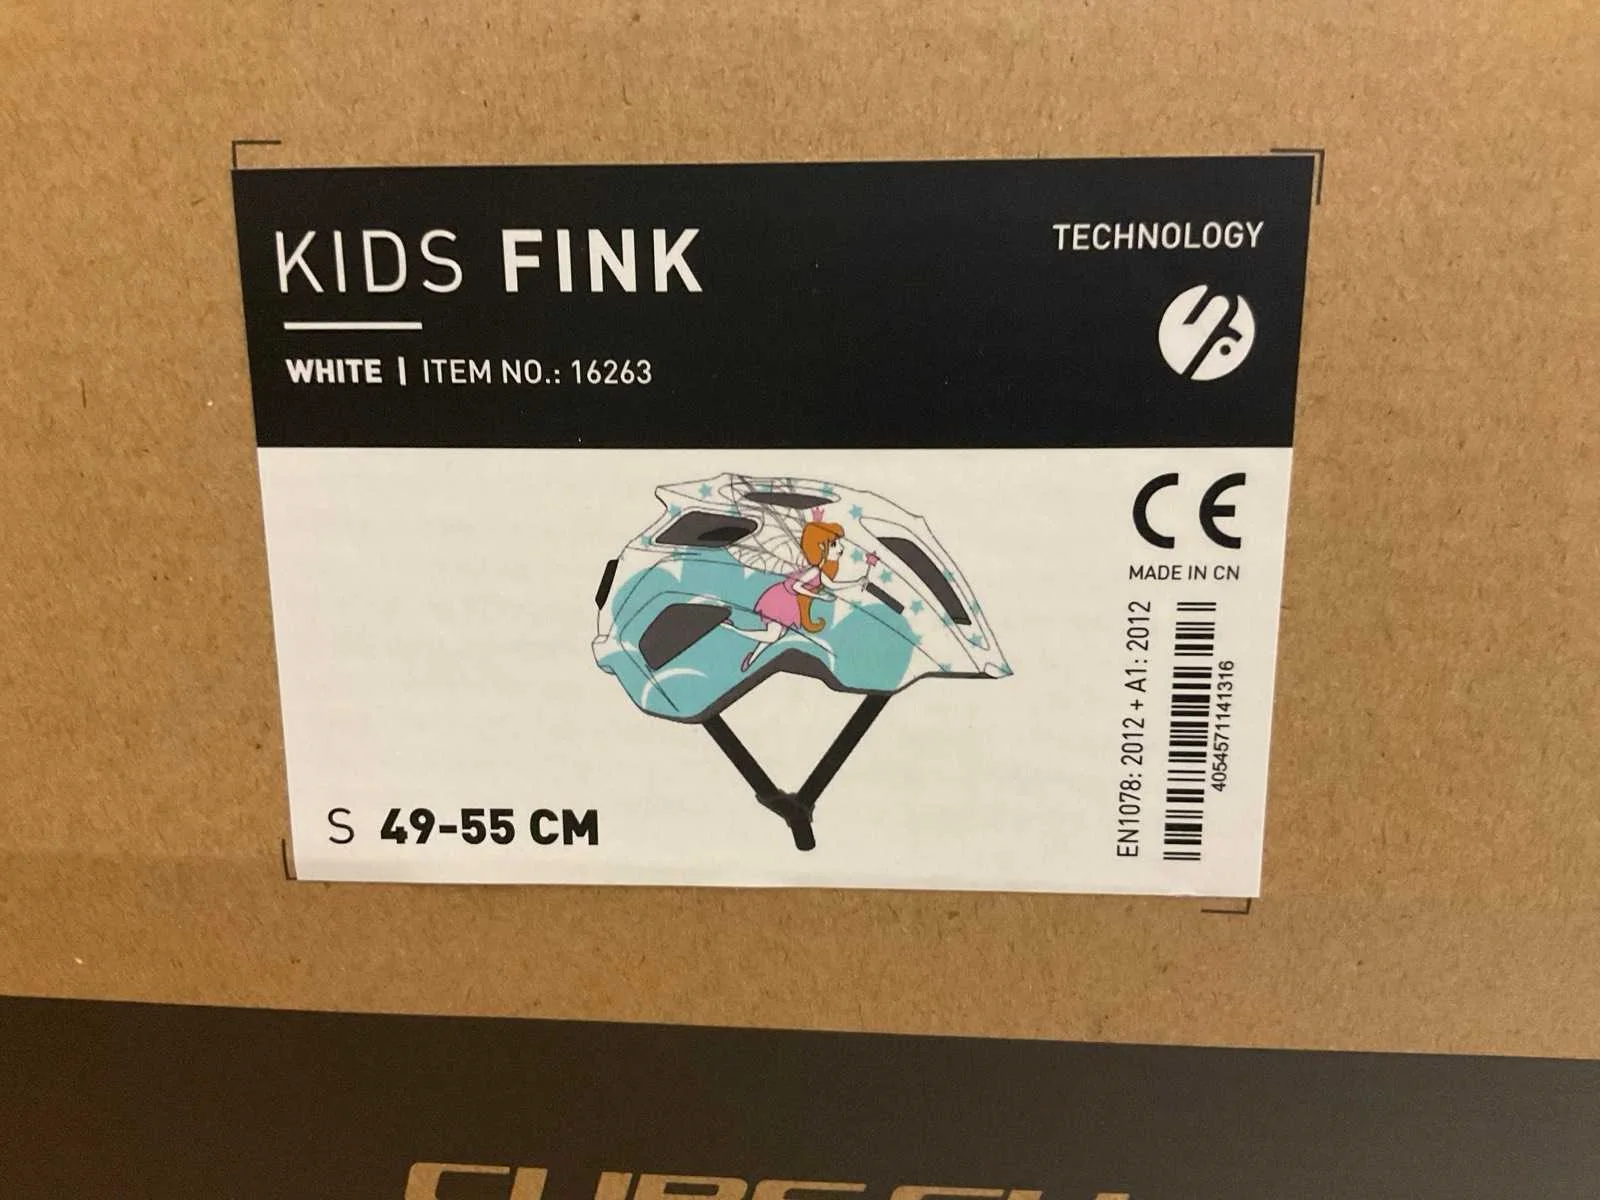 KIDS FINK
TECHNOLOGY
WHITE | ITEM NO.: 16263
CE
MADE IN CN
EN1078: 2012 + A1: 2012
4054571141316
S 49-55 CM